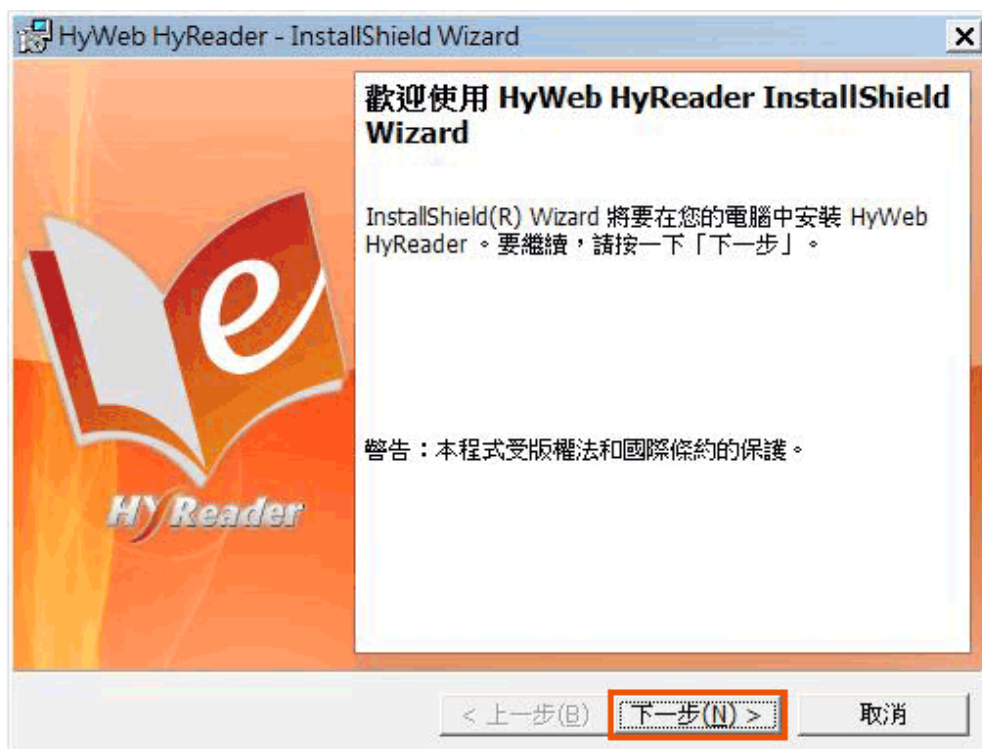 HyWeb HyReader - InstallShield Wizard
歡迎使用 HyWeb HyReader InstallShield
Wizard
InstallShield(R) Wizard 將要在您的電腦中安裝 HyWeb
HyReader 。要繼續，請按一下「下一步」。
警告：本程式受版權法和國際條約的保護。
e
HyReader
< 上一步(B)
下一步(N) >
取消